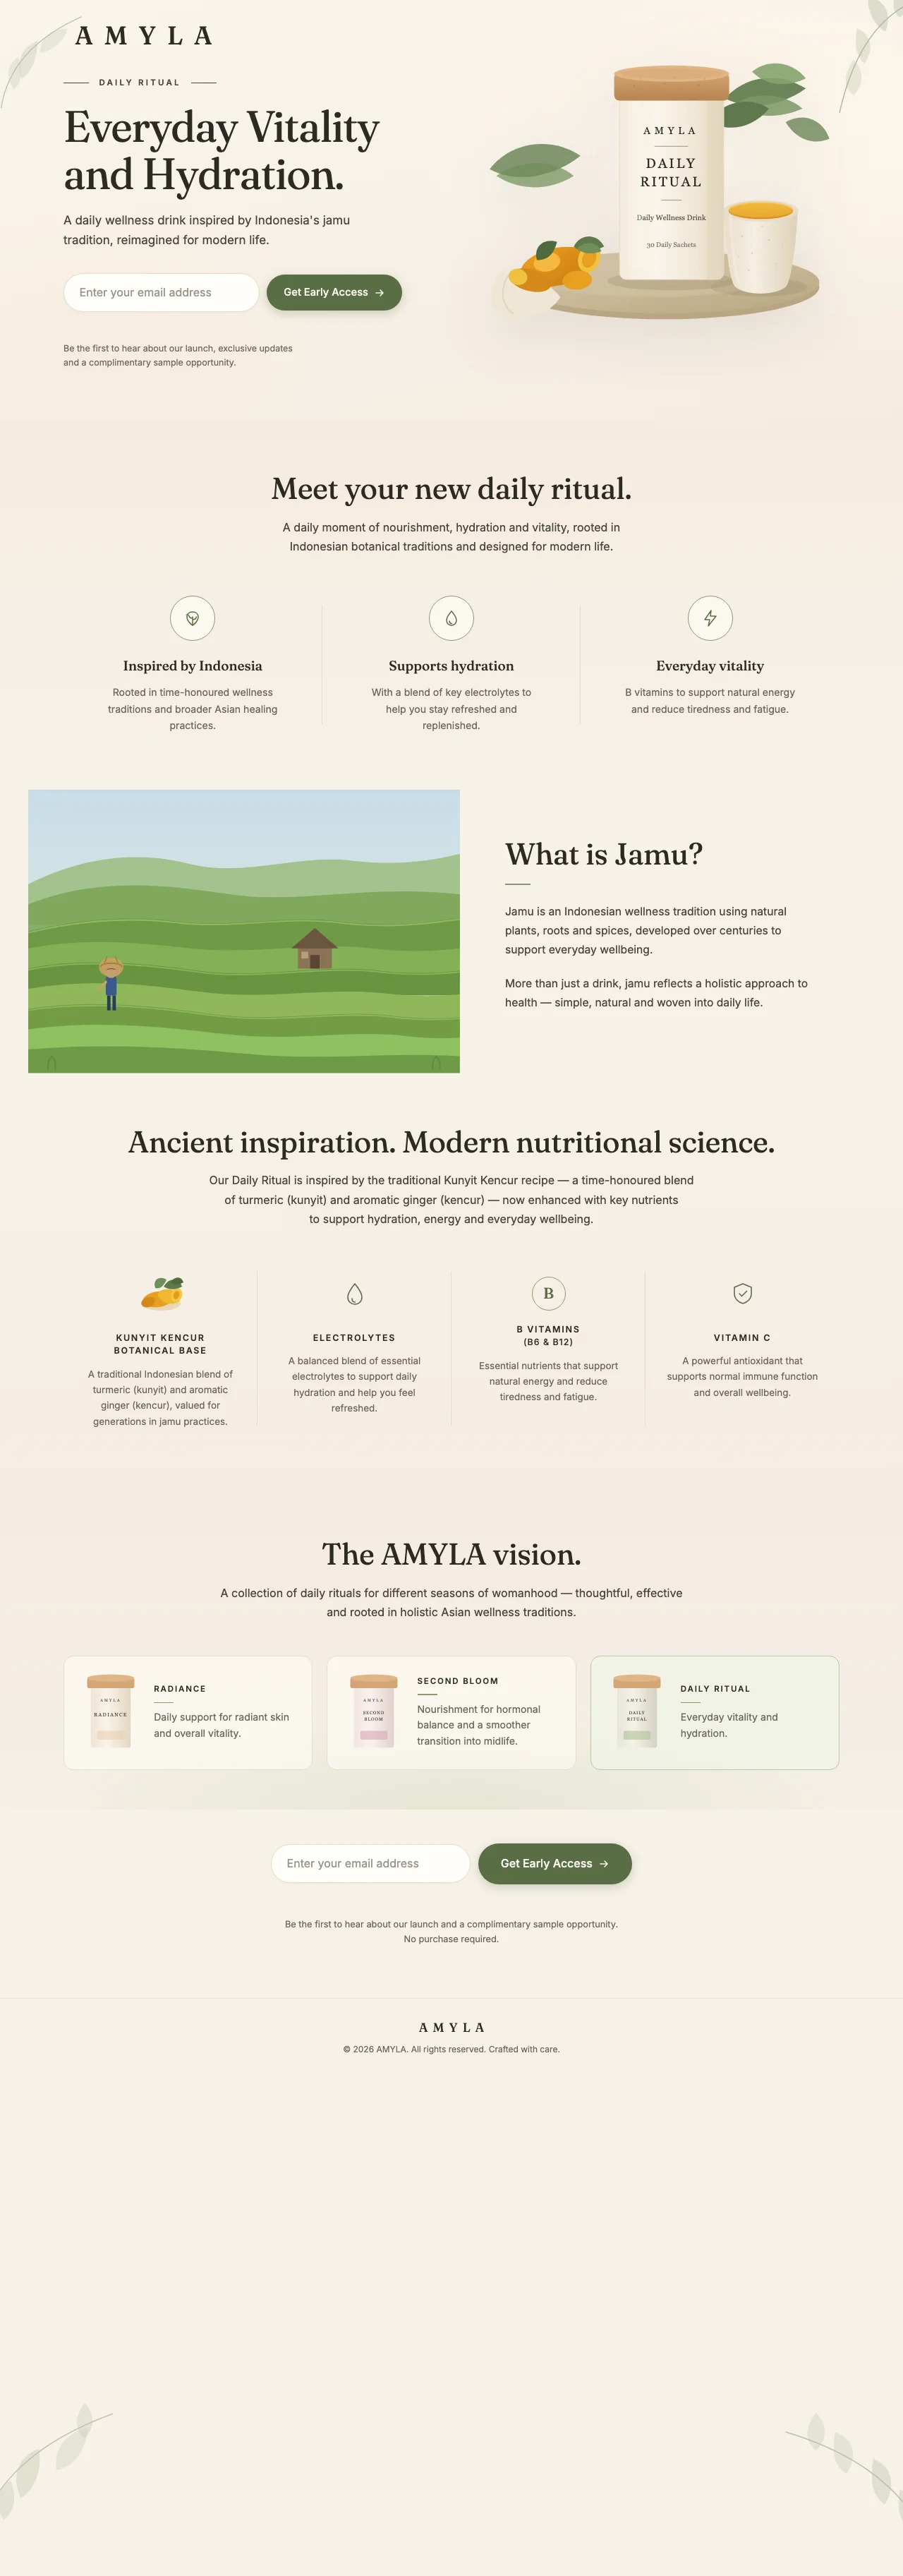 AMYLA
DAILY RITUAL
Everyday Vitality
and Hydration.
A daily wellness drink inspired by Indonesia's jamu
tradition, reimagined for modern life.
Enter your email address
Get Early Access →
Be the first to hear about our launch, exclusive updates
and a complimentary sample opportunity.
AMYLA
DAILY
RITUAL
Daily Wellness Drink
30 Daily Sachets
Meet your new daily ritual.
A daily moment of nourishment, hydration and vitality, rooted in
Indonesian botanical traditions and designed for modern life.
Inspired by Indonesia
Rooted in time-honoured wellness
traditions and broader Asian healing
practices.
Supports hydration
With a blend of key electrolytes to
help you stay refreshed and
replenished.
Everyday vitality
B vitamins to support natural energy
and reduce tiredness and fatigue.
What is Jamu?
Jamu is an Indonesian wellness tradition using natural
plants, roots and spices, developed over centuries to
support everyday wellbeing.
More than just a drink, jamu reflects a holistic approach to
health — simple, natural and woven into daily life.
Ancient inspiration. Modern nutritional science.
Our Daily Ritual is inspired by the traditional Kunyit Kencur recipe — a time-honoured blend
of turmeric (kunyit) and aromatic ginger (kencur) — now enhanced with key nutrients
to support hydration, energy and everyday wellbeing.
KUNYIT KENCUR
BOTANICAL BASE
A traditional Indonesian blend of
turmeric (kunyit) and aromatic
ginger (kencur), valued for
generations in jamu practices.
ELECTROLYTES
A balanced blend of essential
electrolytes to support daily
hydration and help you feel
refreshed.
B
B VITAMINS
(B6 & B12)
Essential nutrients that support
natural energy and reduce
tiredness and fatigue.
VITAMIN C
A powerful antioxidant that
supports normal immune function
and overall wellbeing.
The AMYLA vision.
A collection of daily rituals for different seasons of womanhood — thoughtful, effective
and rooted in holistic Asian wellness traditions.
AMYLA
RADIANCE
RADIANCE
Daily support for radiant skin
and overall vitality.
AMYLA
SECOND
BLOOM
SECOND BLOOM
Nourishment for hormonal
balance and a smoother
transition into midlife.
AMYLA
DAILY
RITUAL
DAILY RITUAL
Everyday vitality and
hydration.
Enter your email address
Get Early Access →
Be the first to hear about our launch and a complimentary sample opportunity.
No purchase required.
AMYLA
© 2026 AMYLA. All rights reserved. Crafted with care.